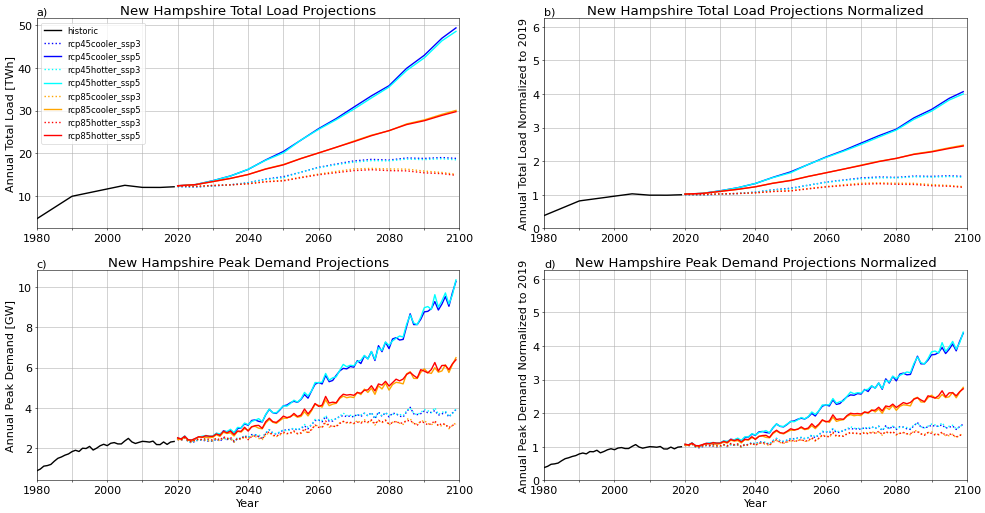 a)
New Hampshire Total Load Projections
Annual Total Load [TWh]
50
40
30
20
10
historic
rcp45cooler_ssp3
rcp45cooler_ssp5
rcp45hotter_ssp3
rcp45hotter_ssp5
rcp85cooler_ssp3
rcp85cooler_ssp5
rcp85hotter_ssp3
rcp85hotter_ssp5
1980 2000 2020 2040 2060 2080 2100
b)
New Hampshire Total Load Projections Normalized
Annual Total Load Normalized to 2019
6
5
4
3
2
1
0
1980 2000 2020 2040 2060 2080 2100
c)
New Hampshire Peak Demand Projections
Annual Peak Demand [GW]
10
8
6
4
2
1980 2000 2020 2040 2060 2080 2100
Year
d)
New Hampshire Peak Demand Projections Normalized
Annual Peak Demand Normalized to 2019
6
5
4
3
2
1
0
1980 2000 2020 2040 2060 2080 2100
Year